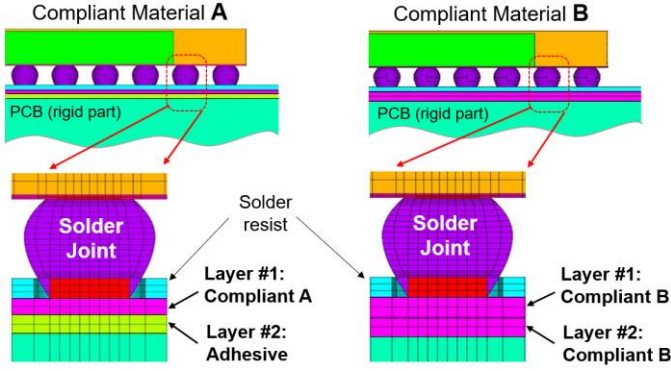 Compliant Material A
Compliant Material B
PCB (rigid part)
PCB (rigid part)
Solder
resist
Solder
Joint
Solder
Joint
Layer #1:
Compliant A
Layer #2:
Adhesive
Layer #1:
Compliant B
Layer #2:
Compliant B